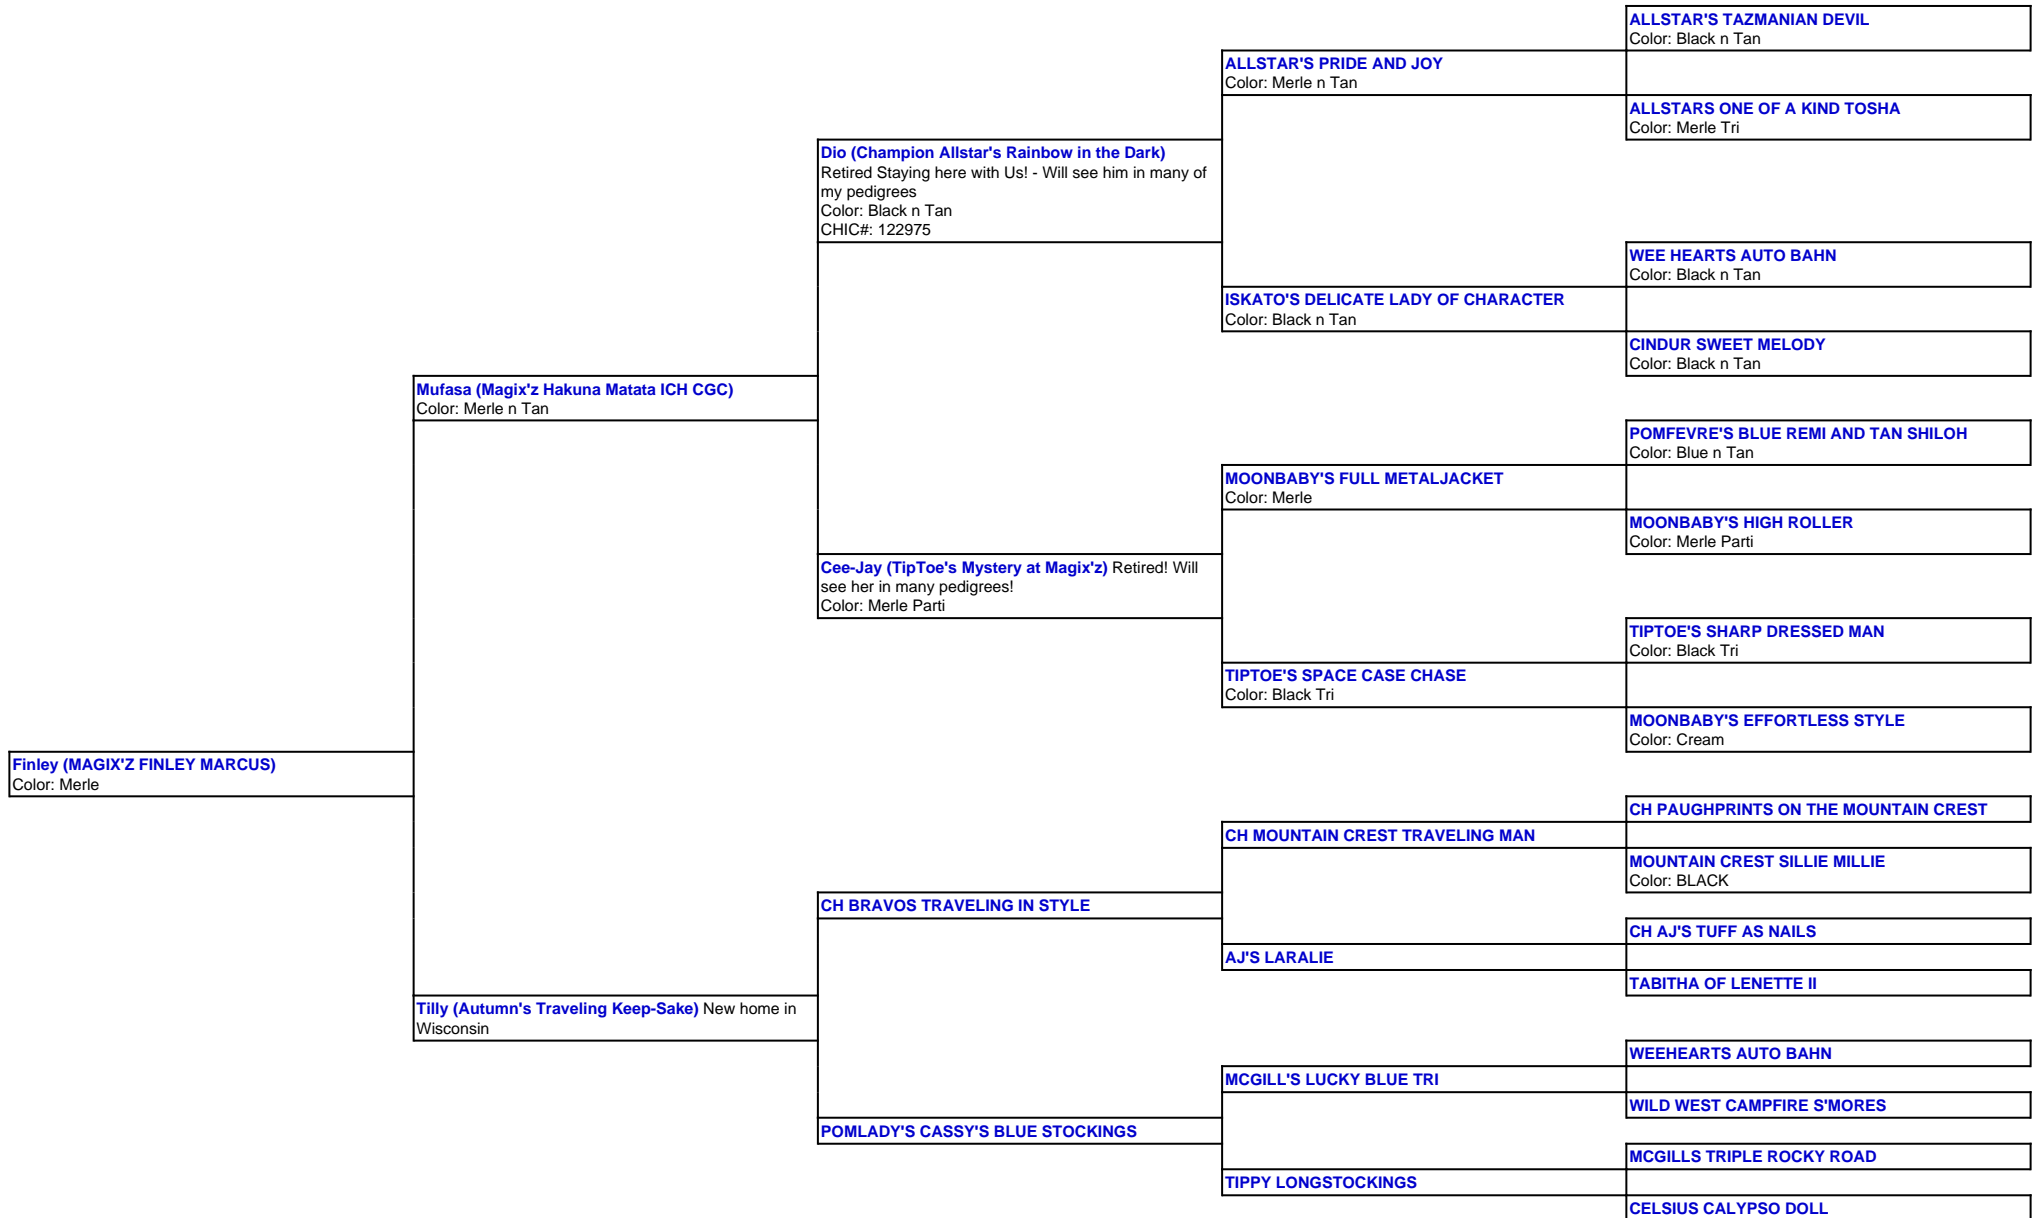 ALLSTAR'S TAZMANIAN DEVIL
Color: Black n Tan
ALLSTAR'S PRIDE AND JOY
Color: Merle n Tan
ALLSTARS ONE OF A KIND TOSHA
Color: Merle Tri
Dio (Champion Allstar's Rainbow in the Dark)
Retired Staying here with Us! - Will see him in many of
my pedigrees
Color: Black n Tan
CHIC#: 122975
WEE HEARTS AUTO BAHN
Color: Black n Tan
ISKATO'S DELICATE LADY OF CHARACTER
Color: Black n Tan
CINDUR SWEET MELODY
Color: Black n Tan
Mufasa (Magix'z Hakuna Matata ICH CGC)
Color: Merle n Tan
POMFEVRE'S BLUE REMI AND TAN SHILOH
Color: Blue n Tan
MOONBABY'S FULL METALJACKET
Color: Merle
MOONBABY'S HIGH ROLLER
Color: Merle Parti
Cee-Jay (TipToe's Mystery at Magix'z) Retired! Will
see her in many pedigrees!
Color: Merle Parti
TIPTOE'S SHARP DRESSED MAN
Color: Black Tri
TIPTOE'S SPACE CASE CHASE
Color: Black Tri
MOONBABY'S EFFORTLESS STYLE
Color: Cream
Finley (MAGIX'Z FINLEY MARCUS)
Color: Merle
CH PAUGHPRINTS ON THE MOUNTAIN CREST
CH MOUNTAIN CREST TRAVELING MAN
MOUNTAIN CREST SILLIE MILLIE
Color: BLACK
CH BRAVOS TRAVELING IN STYLE
CH AJ'S TUFF AS NAILS
AJ'S LARALIE
TABITHA OF LENETTE II
Tilly (Autumn's Traveling Keep-Sake) New home in
Wisconsin
WEEHEARTS AUTO BAHN
MCGILL'S LUCKY BLUE TRI
WILD WEST CAMPFIRE S'MORES
POMLADY'S CASSY'S BLUE STOCKINGS
MCGILLS TRIPLE ROCKY ROAD
TIPPY LONGSTOCKINGS
CELSIUS CALYPSO DOLL